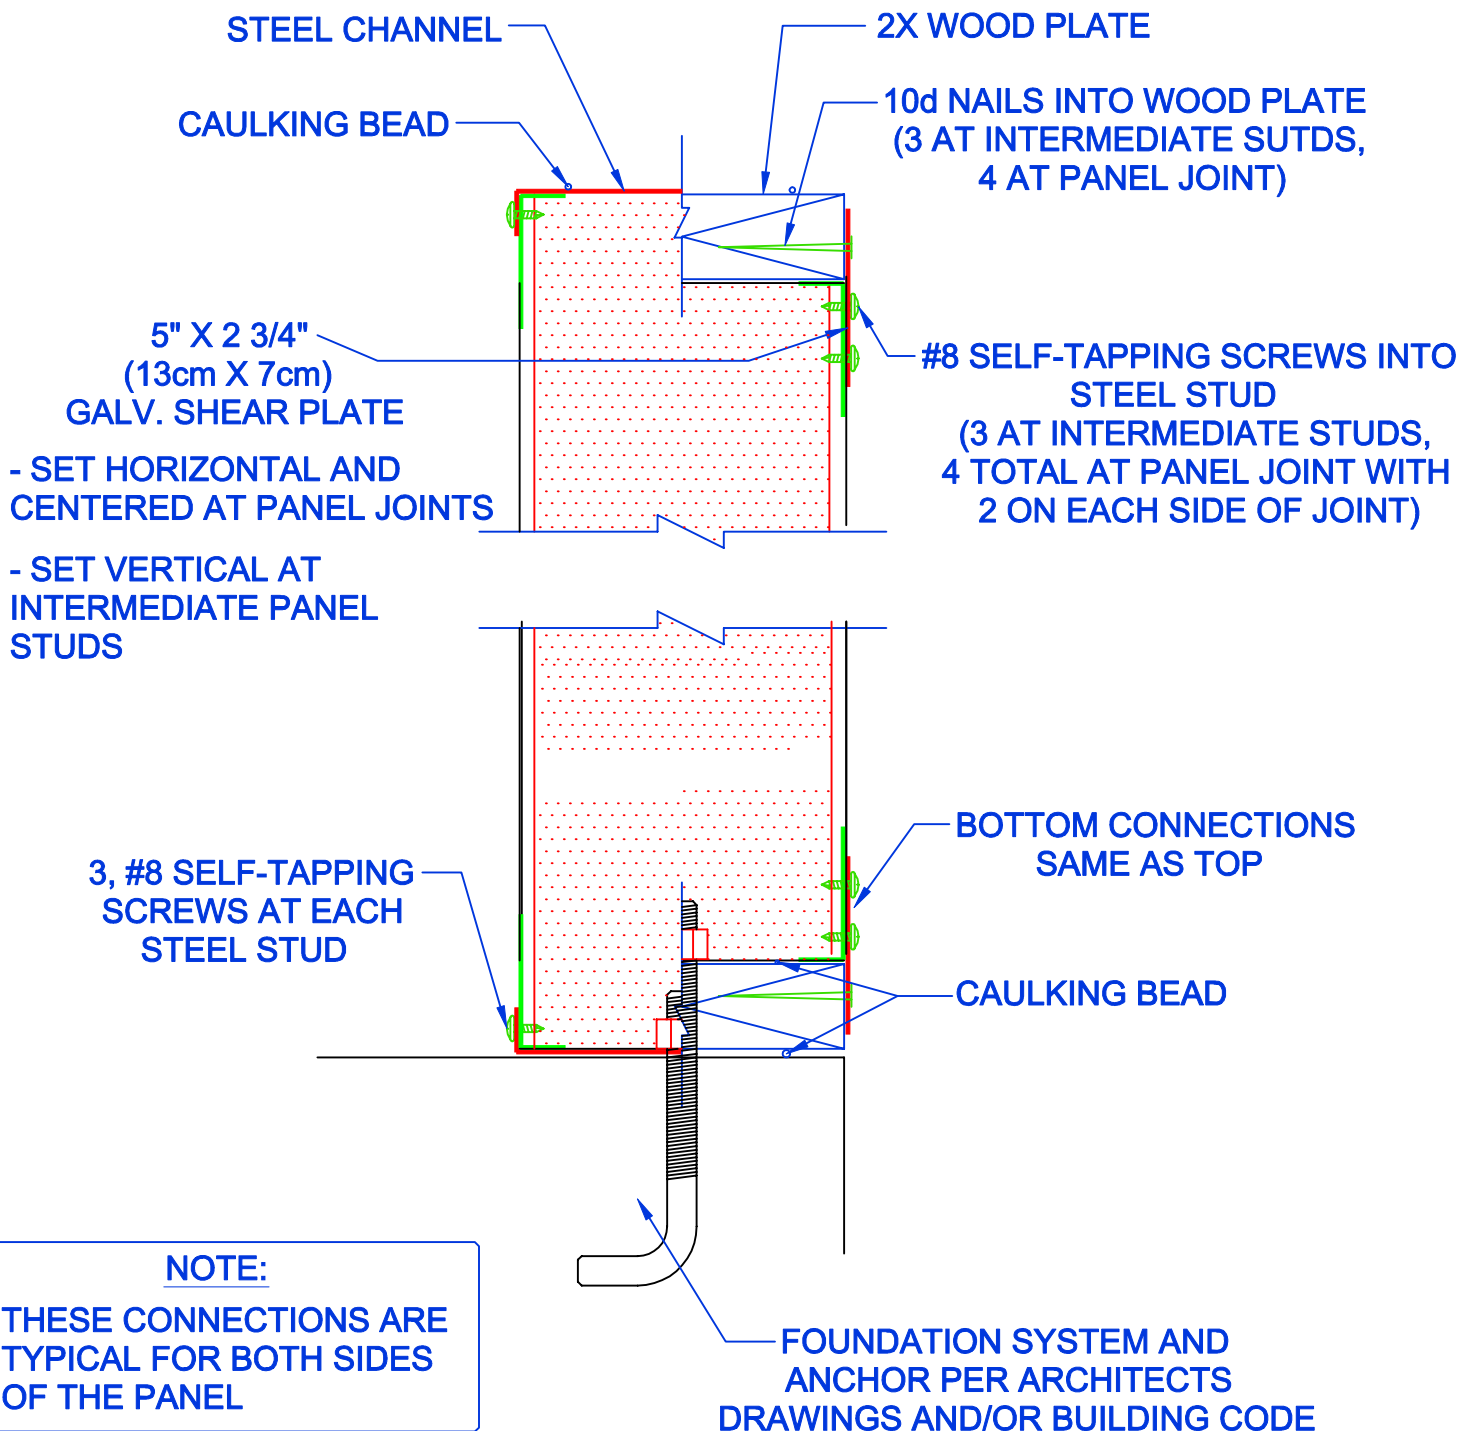 STEEL CHANNEL
2X WOOD PLATE
CAULKING BEAD
10d NAILS INTO WOOD PLATE
(3 AT INTERMEDIATE SUTDS,
4 AT PANEL JOINT)
5" X 2 3/4"
(13cm X 7cm)
GALV. SHEAR PLATE
- SET HORIZONTAL AND
CENTERED AT PANEL JOINTS
- SET VERTICAL AT
INTERMEDIATE PANEL
STUDS
#8 SELF-TAPPING SCREWS INTO
STEEL STUD
(3 AT INTERMEDIATE STUDS,
4 TOTAL AT PANEL JOINT WITH
2 ON EACH SIDE OF JOINT)
3, #8 SELF-TAPPING
SCREWS AT EACH
STEEL STUD
BOTTOM CONNECTIONS
SAME AS TOP
CAULKING BEAD
NOTE:
THESE CONNECTIONS ARE
TYPICAL FOR BOTH SIDES
OF THE PANEL
FOUNDATION SYSTEM AND
ANCHOR PER ARCHITECTS
DRAWINGS AND/OR BUILDING CODE